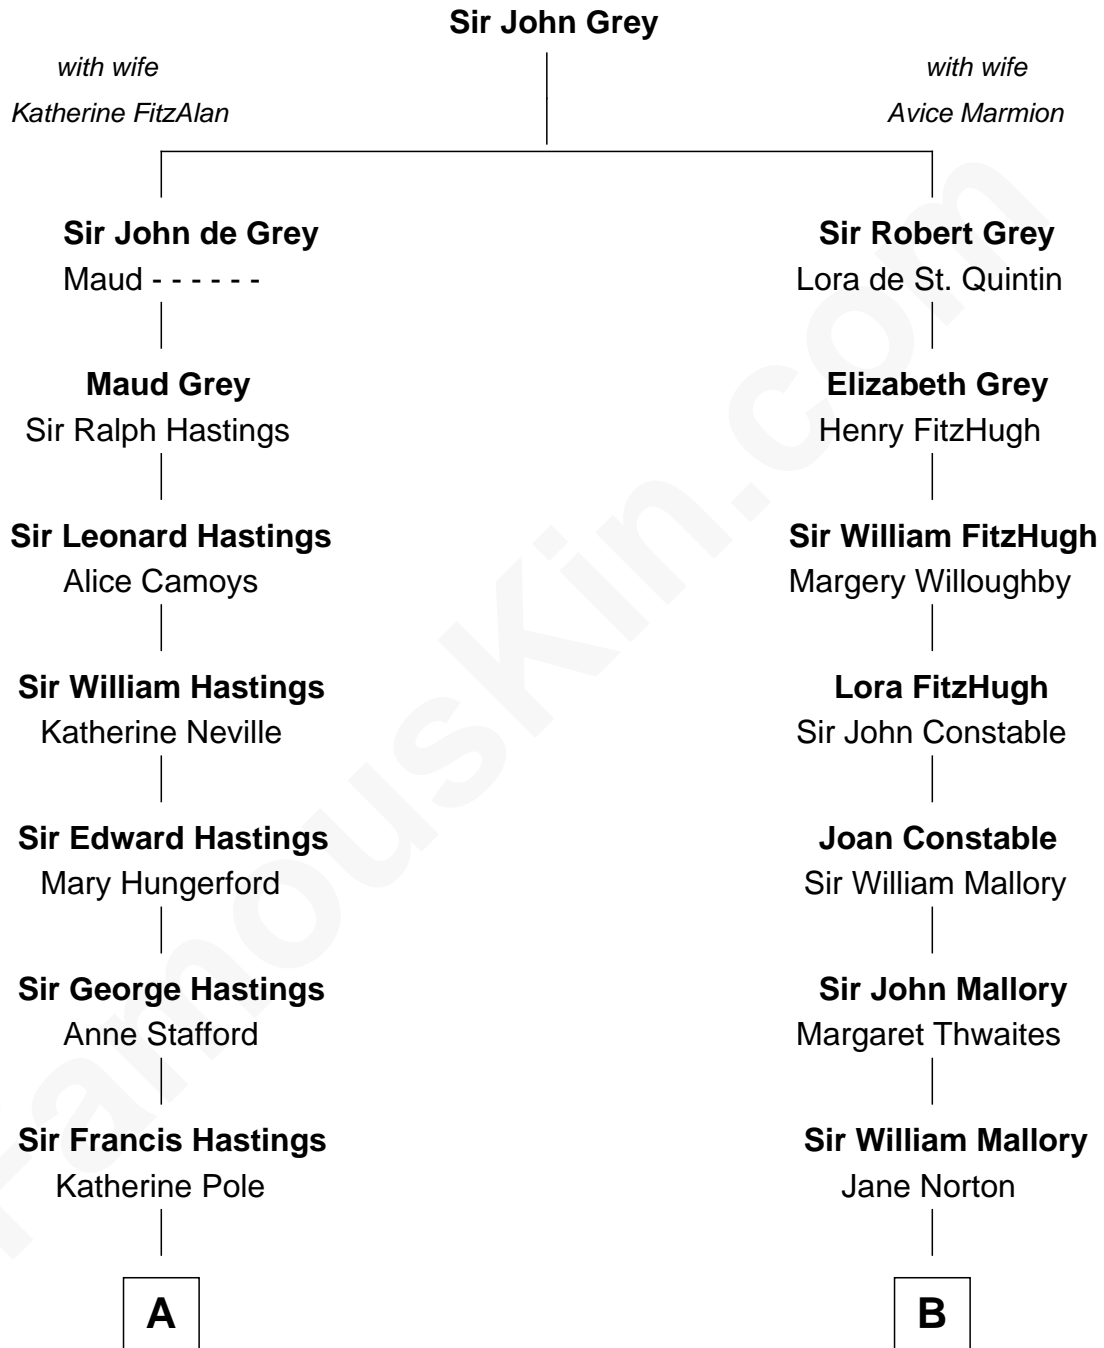 Sir John Grey
with wife
Katherine FitzAlan
with wife
Avice Marmion
Sir John de Grey
Maud - - - - - -
Sir Robert Grey
Lora de St. Quintin
Maud Grey
Sir Ralph Hastings
Elizabeth Grey
Henry FitzHugh
Sir Leonard Hastings
Alice Camoys
Sir William FitzHugh
Margery Willoughby
Sir William Hastings
Katherine Neville
Lora FitzHugh
Sir John Constable
Sir Edward Hastings
Mary Hungerford
Joan Constable
Sir William Mallory
Sir George Hastings
Anne Stafford
Sir John Mallory
Margaret Thwaites
Sir Francis Hastings
Katherine Pole
Sir William Mallory
Jane Norton
A
B
FamousKin.com